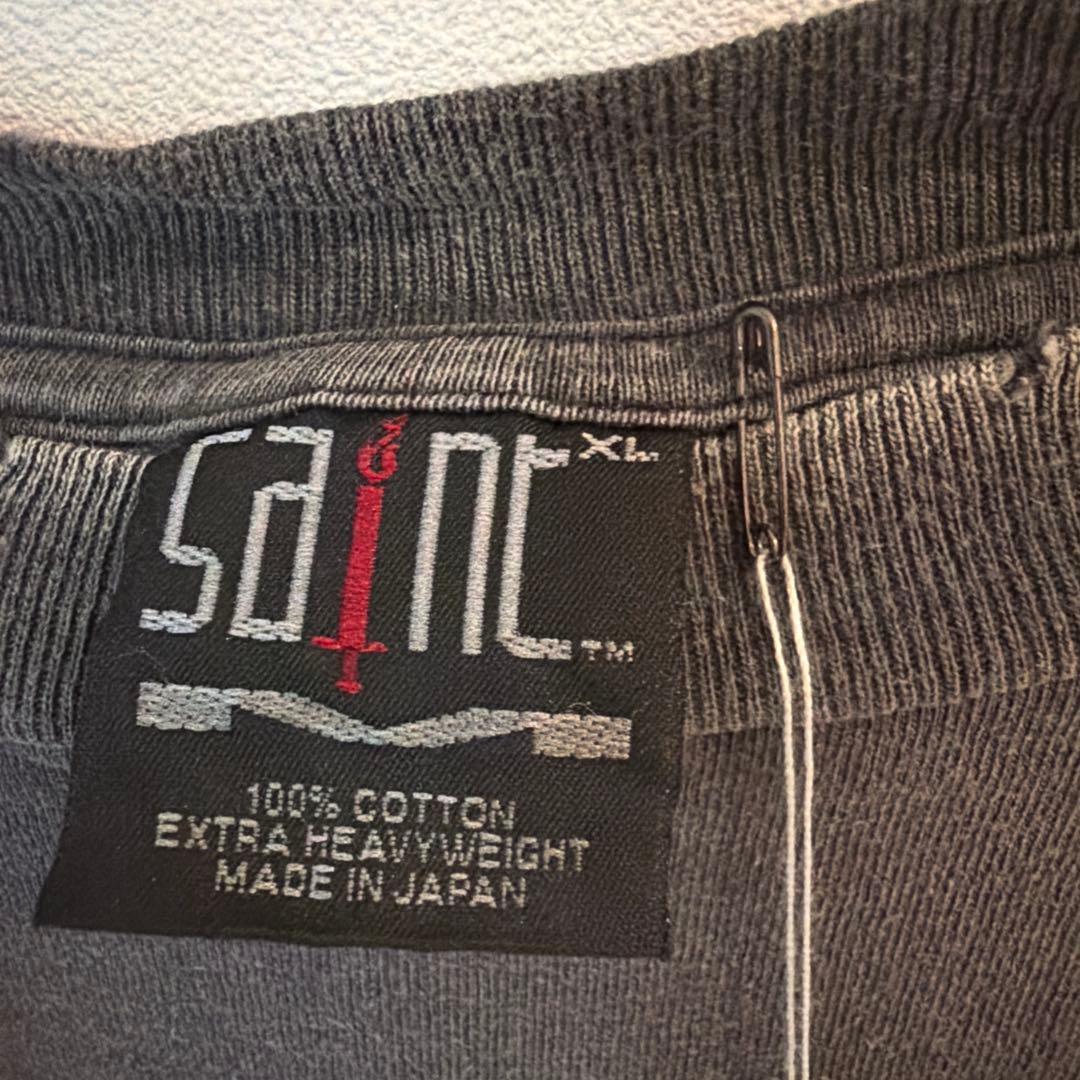 saint XL
TM
100% COTTON
EXTRA HEAVYWEIGHT
MADE IN JAPAN